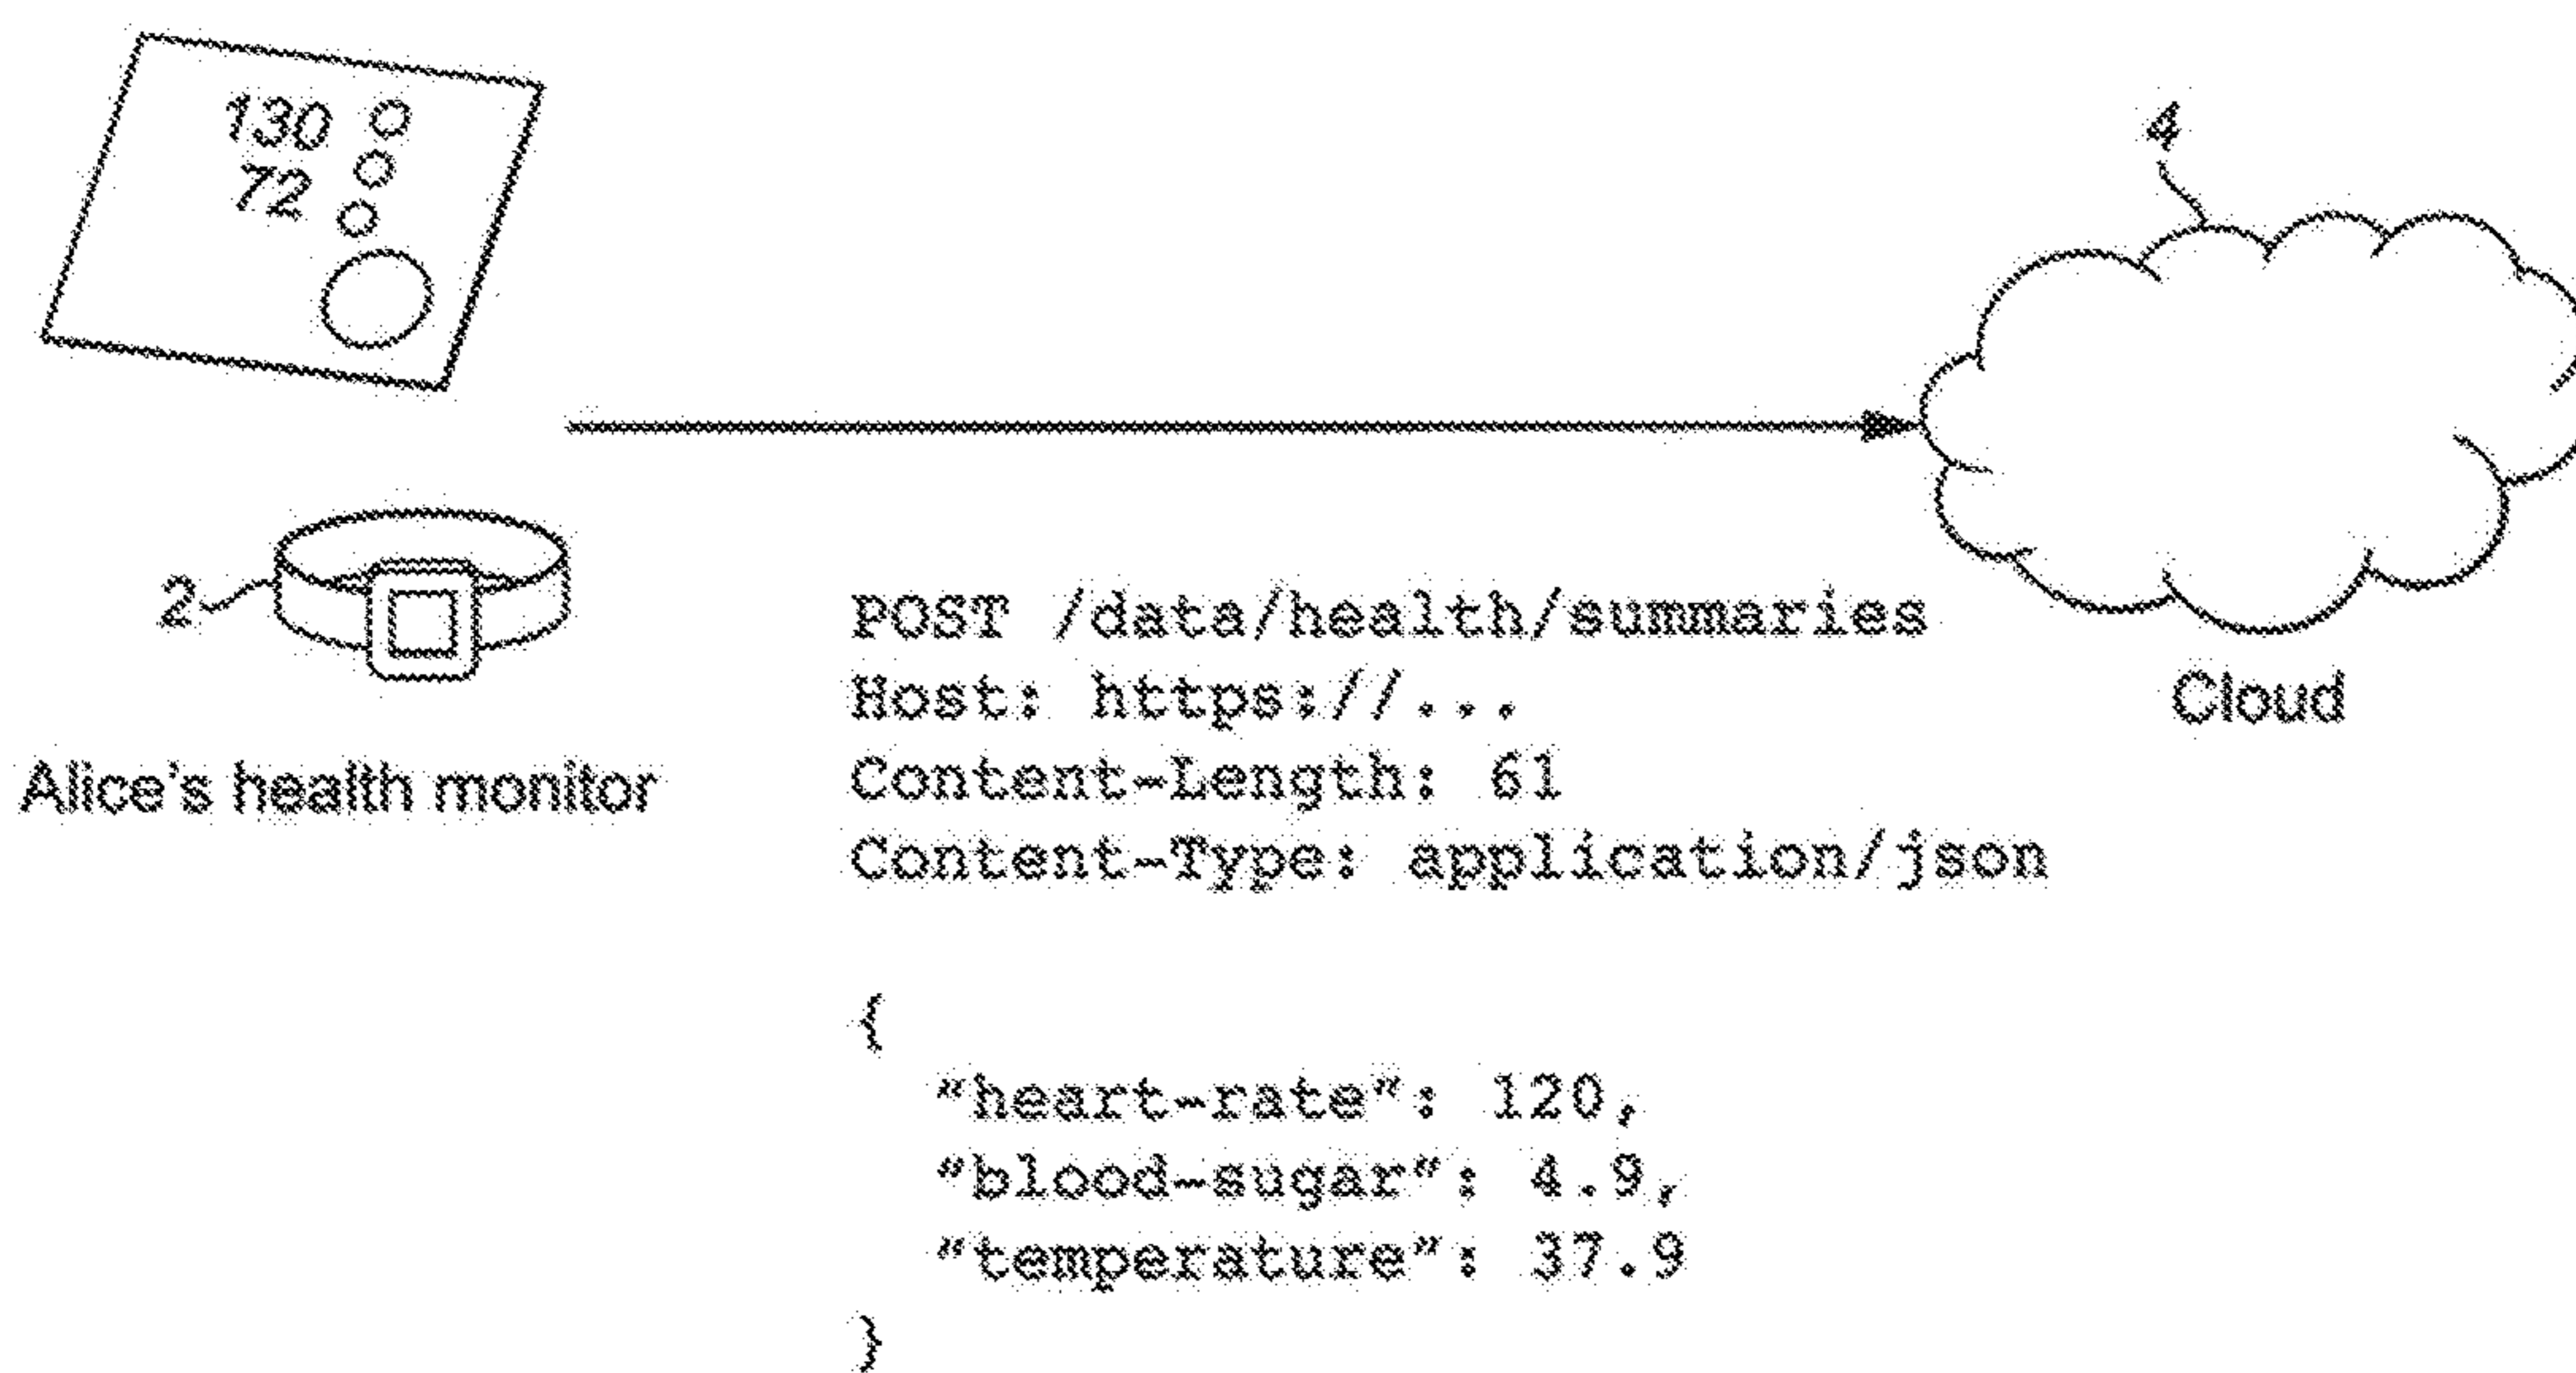 130
72
4
2
Alice's health monitor
Cloud
POST /data/health/summaries
Host: https://...
Content-Length: 61
Content-Type: application/json
{
"heart-rate": 120,
"blood-sugar": 4.9,
"temperature": 37.9
}